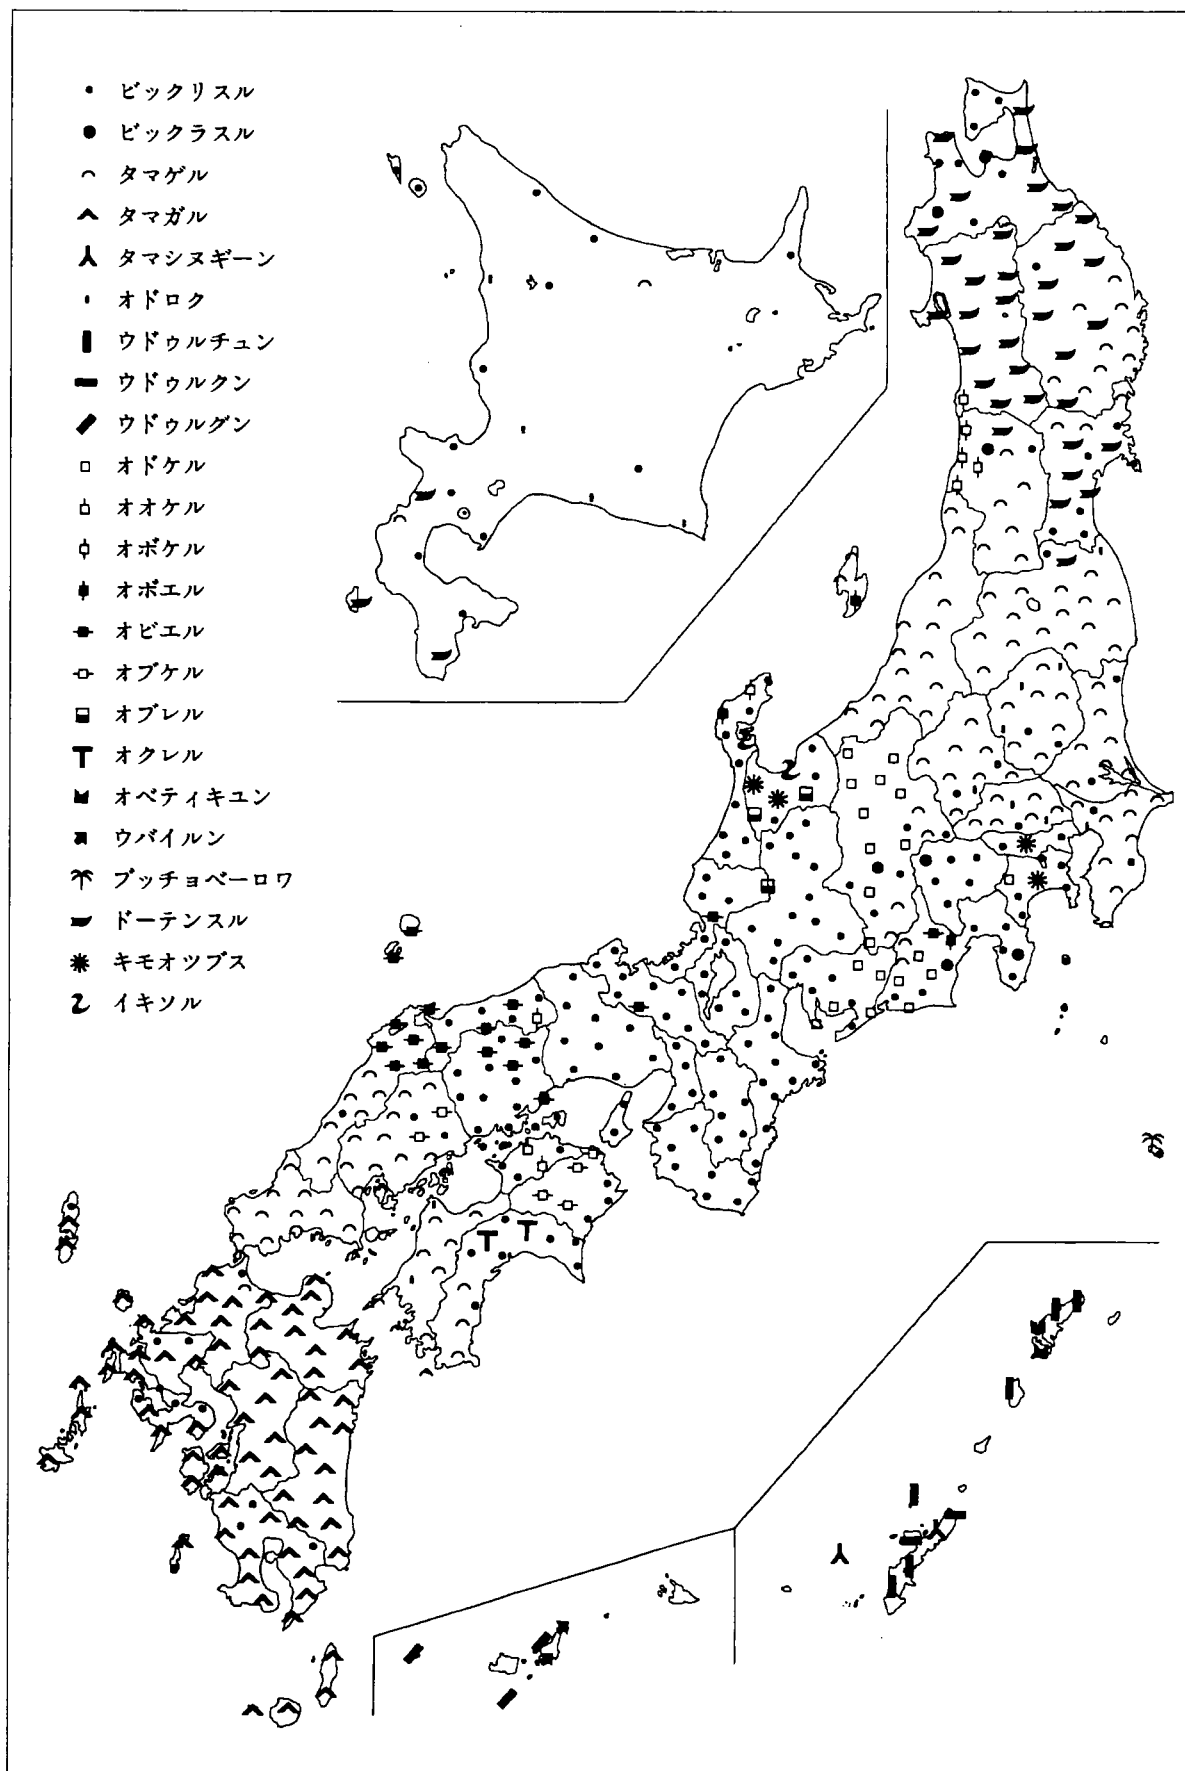 ビックリスル
ビックラスル
タマゲル
タマガル
タマシヌギーン
オドロク
ウドゥルチュン
ウドゥルクン
ウドゥルグン
オドケル
オオケル
オボケル
オボエル
オビエル
オブケル
オブレル
オクレル
オベティキユン
ウバイルン
プッチョベーロワ
ドーテンスル
キモオツブス
イキソル